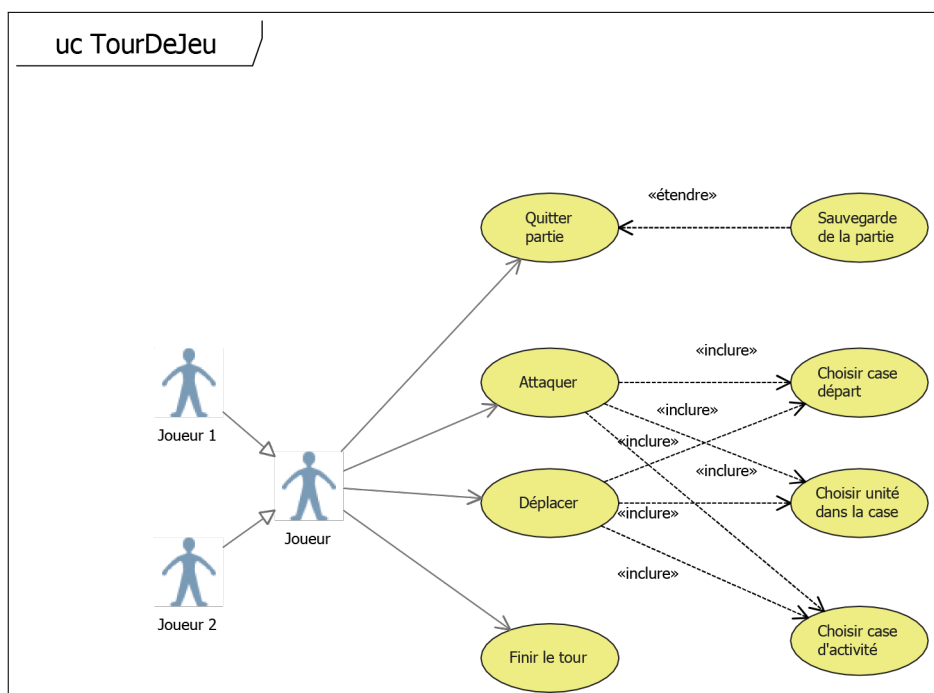 uc TourDeJeu
«étendre»
Quitter
partie
Sauvegarde
de la partie
«inclure»
Attaquer
Choisir case
départ
«inclure»
Joueur 1
«inclure»
«inclure»
Déplacer
Choisir unité
dans la case
«inclure»
Joueur
«inclure»
Joueur 2
Choisir case
d'activité
Finir le tour